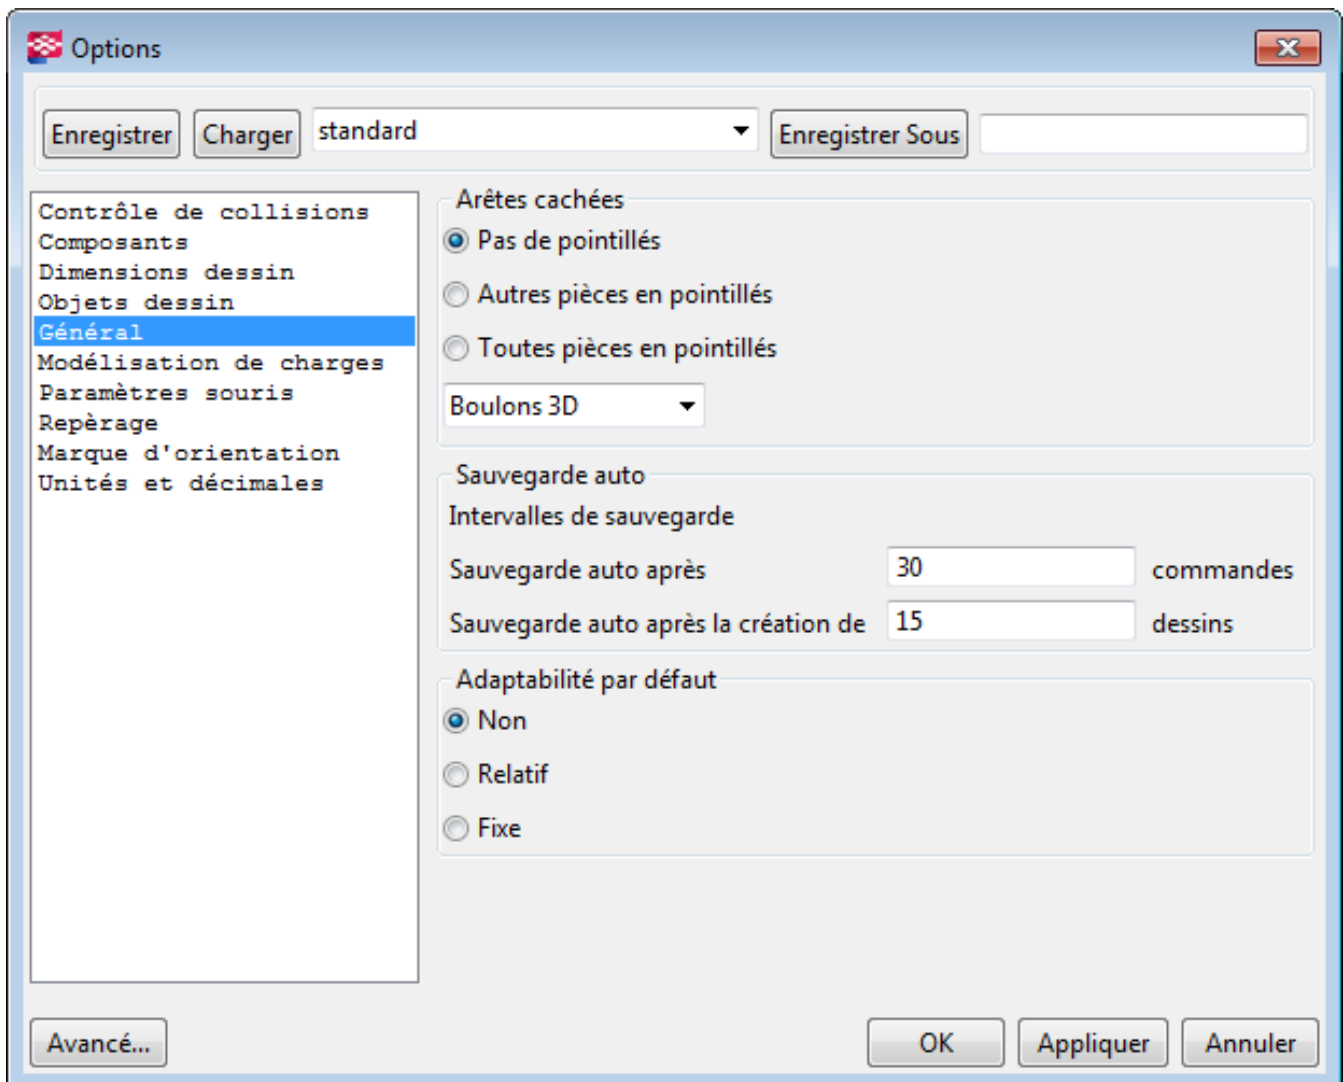 Options
Enregistrer Charger standard Enregistrer Sous
Contrôle de collisions
Composants
Dimensions dessin
Objets dessin
Général
Modélisation de charges
Paramètres souris
Repèrage
Marque d'orientation
Unités et décimales
Arêtes cachées
Pas de pointillés
Autres pièces en pointillés
Toutes pièces en pointillés
Boulons 3D
Sauvegarde auto
Intervalles de sauvegarde
Sauvegarde auto après 30 commandes
Sauvegarde auto après la création de 15 dessins
Adaptabilité par défaut
Non
Relatif
Fixe
Avancé... OK Appliquer Annuler